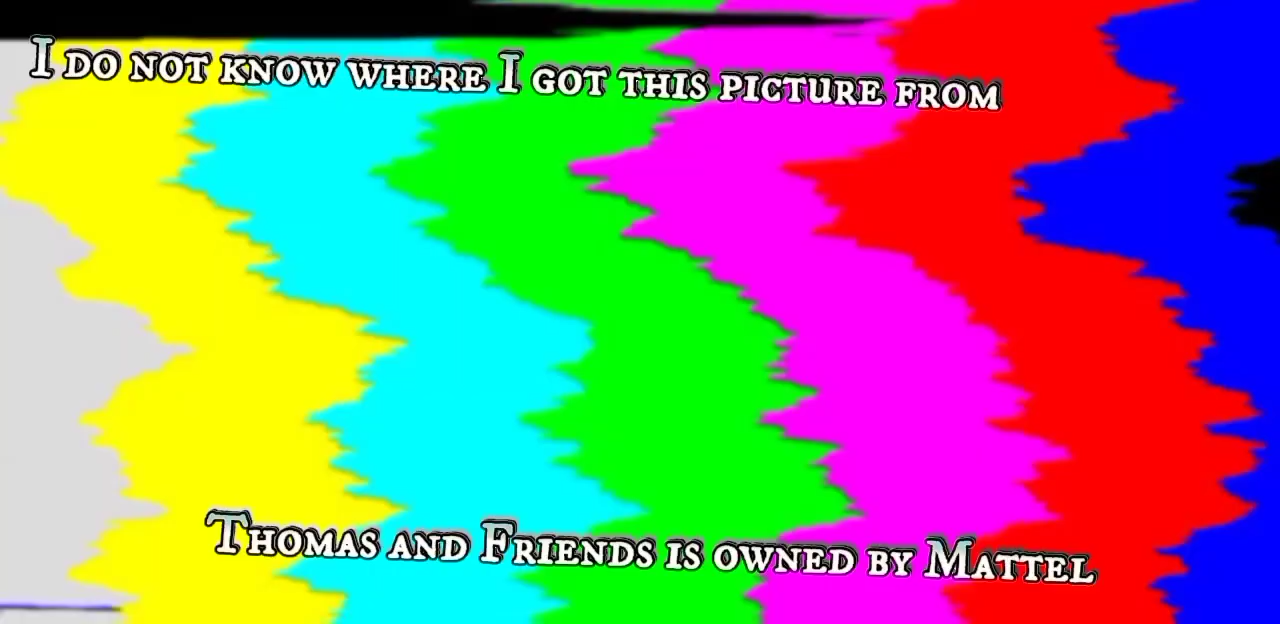 I do not know where I got this picture from
Thomas and Friends is owned by Mattel